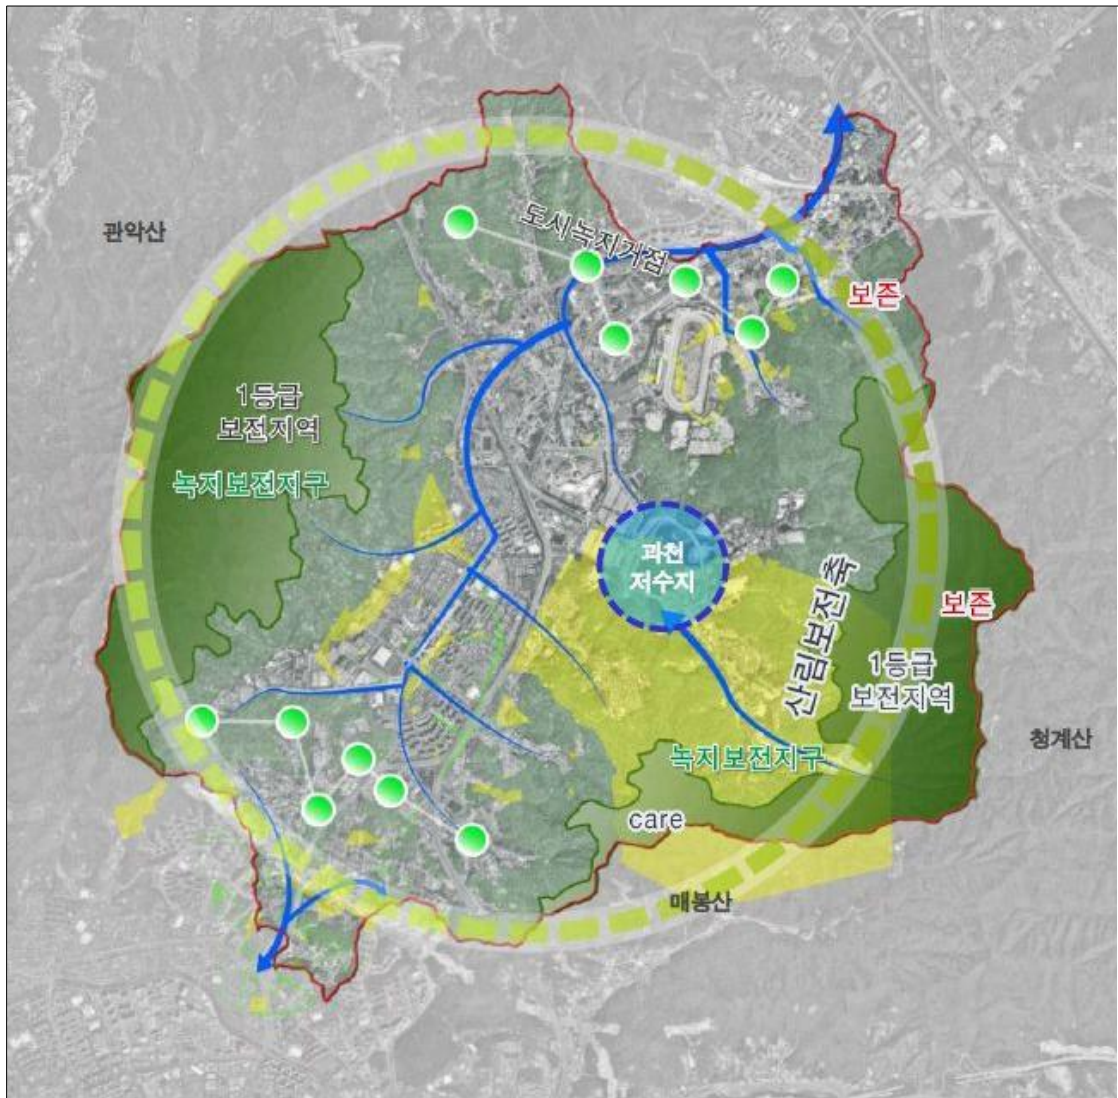 관악산
도시녹지거점
보존
1등급
보전지역
녹지보전지구
과천
저수지
산림보전축
보존
1등급
보전지역
청계산
녹지보전지구
care
매봉산